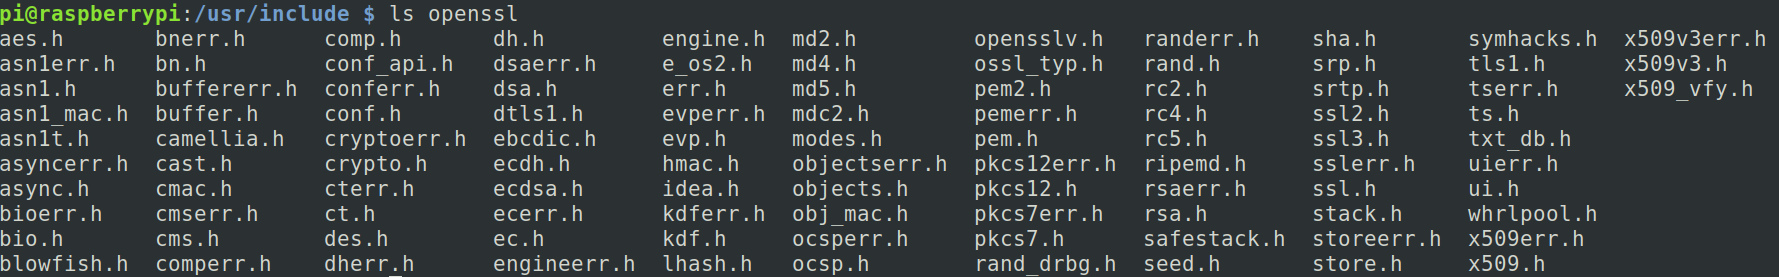 pi@raspberrypi:/usr/include $ ls openssl
aes.h bnerr.h comp.h dh.h engine.h md2.h opensslv.h randerr.h sha.h symhacks.h x509v3err.h
asn1err.h bn.h conf_api.h dsaerr.h e_os2.h md4.h ossl_typ.h rand.h srp.h tls1.h x509v3.h
asn1.h buffererr.h conferr.h dsa.h err.h md5.h pem2.h rc2.h srtp.h tserr.h x509_vfy.h
asn1_mac.h buffer.h conf.h dtls1.h evperr.h mdc2.h pemerr.h rc4.h ssl2.h ts.h
asn1t.h camellia.h cryptoerr.h ebcdic.h evp.h modes.h pem.h rc5.h ssl3.h txt_db.h
asyncerr.h cast.h crypto.h ecdh.h hmac.h objectserr.h pkcs12err.h ripemd.h sslerr.h uierr.h
async.h cmac.h cterr.h ecdsa.h idea.h objects.h pkcs12.h rsaerr.h ssl.h ui.h
bioerr.h cmserr.h ct.h ecerr.h kdferr.h obj_mac.h pkcs7err.h rsa.h stack.h whrlpool.h
bio.h cms.h des.h ec.h kdf.h ocsperr.h pkcs7.h safestack.h storeerr.h x509err.h
blowfish.h comperr.h dherr.h engineerr.h lhash.h ocsp.h rand_drbg.h seed.h store.h x509.h